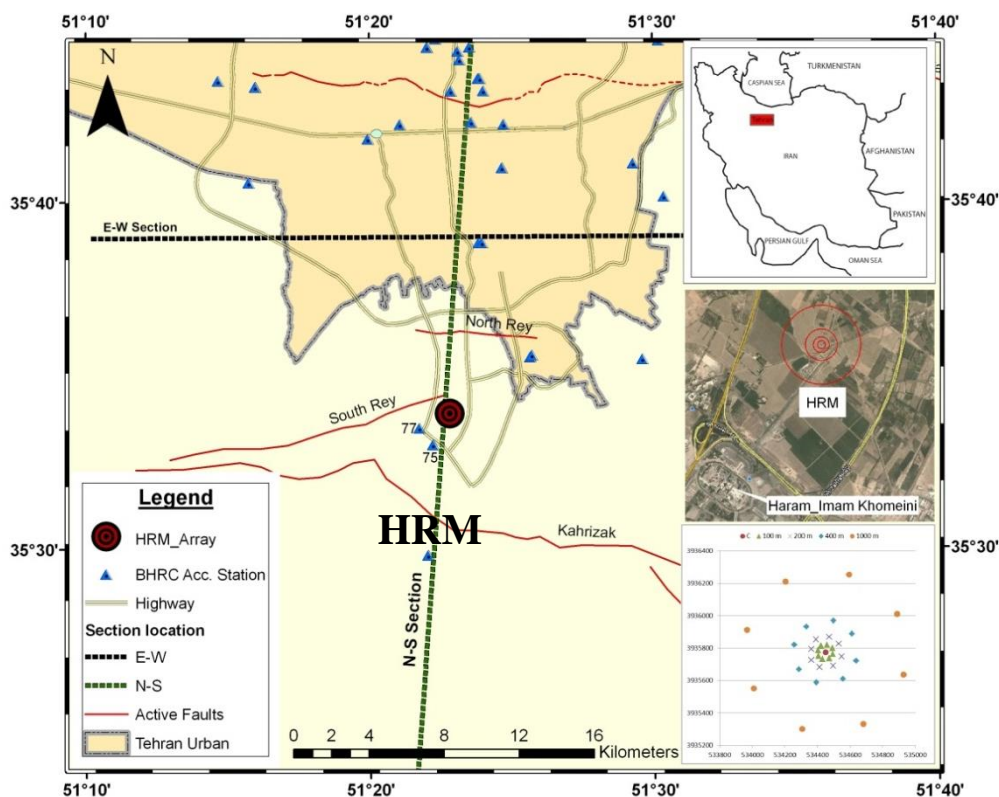 51°10' 51°20' 51°30' 51°40'
N
35°40'
35°40'
E-W Section
North Rey
South Rey
77
75
HRM
Kahrizak
35°30'
35°30'
N-S Section
Legend
HRM_Array
BHRC Acc. Station
Highway
Section location
E-W
N-S
Active Faults
Tehran Urban
0 2 4 8 12 16
Kilometers
51°10' 51°20' 51°30' 51°40'
TURKMENISTAN
CASPIAN SEA
IRAN
AFGHANISTAN
PAKISTAN
PERSIAN GULF
OMAN SEA
HRM
Haram_Imam Khomeini
C 100 m 200 m 400 m 1000 m
3936400
3936200
3936000
3935800
3935600
3935400
3935200
533800 534000 534200 534400 534600 534800 535000